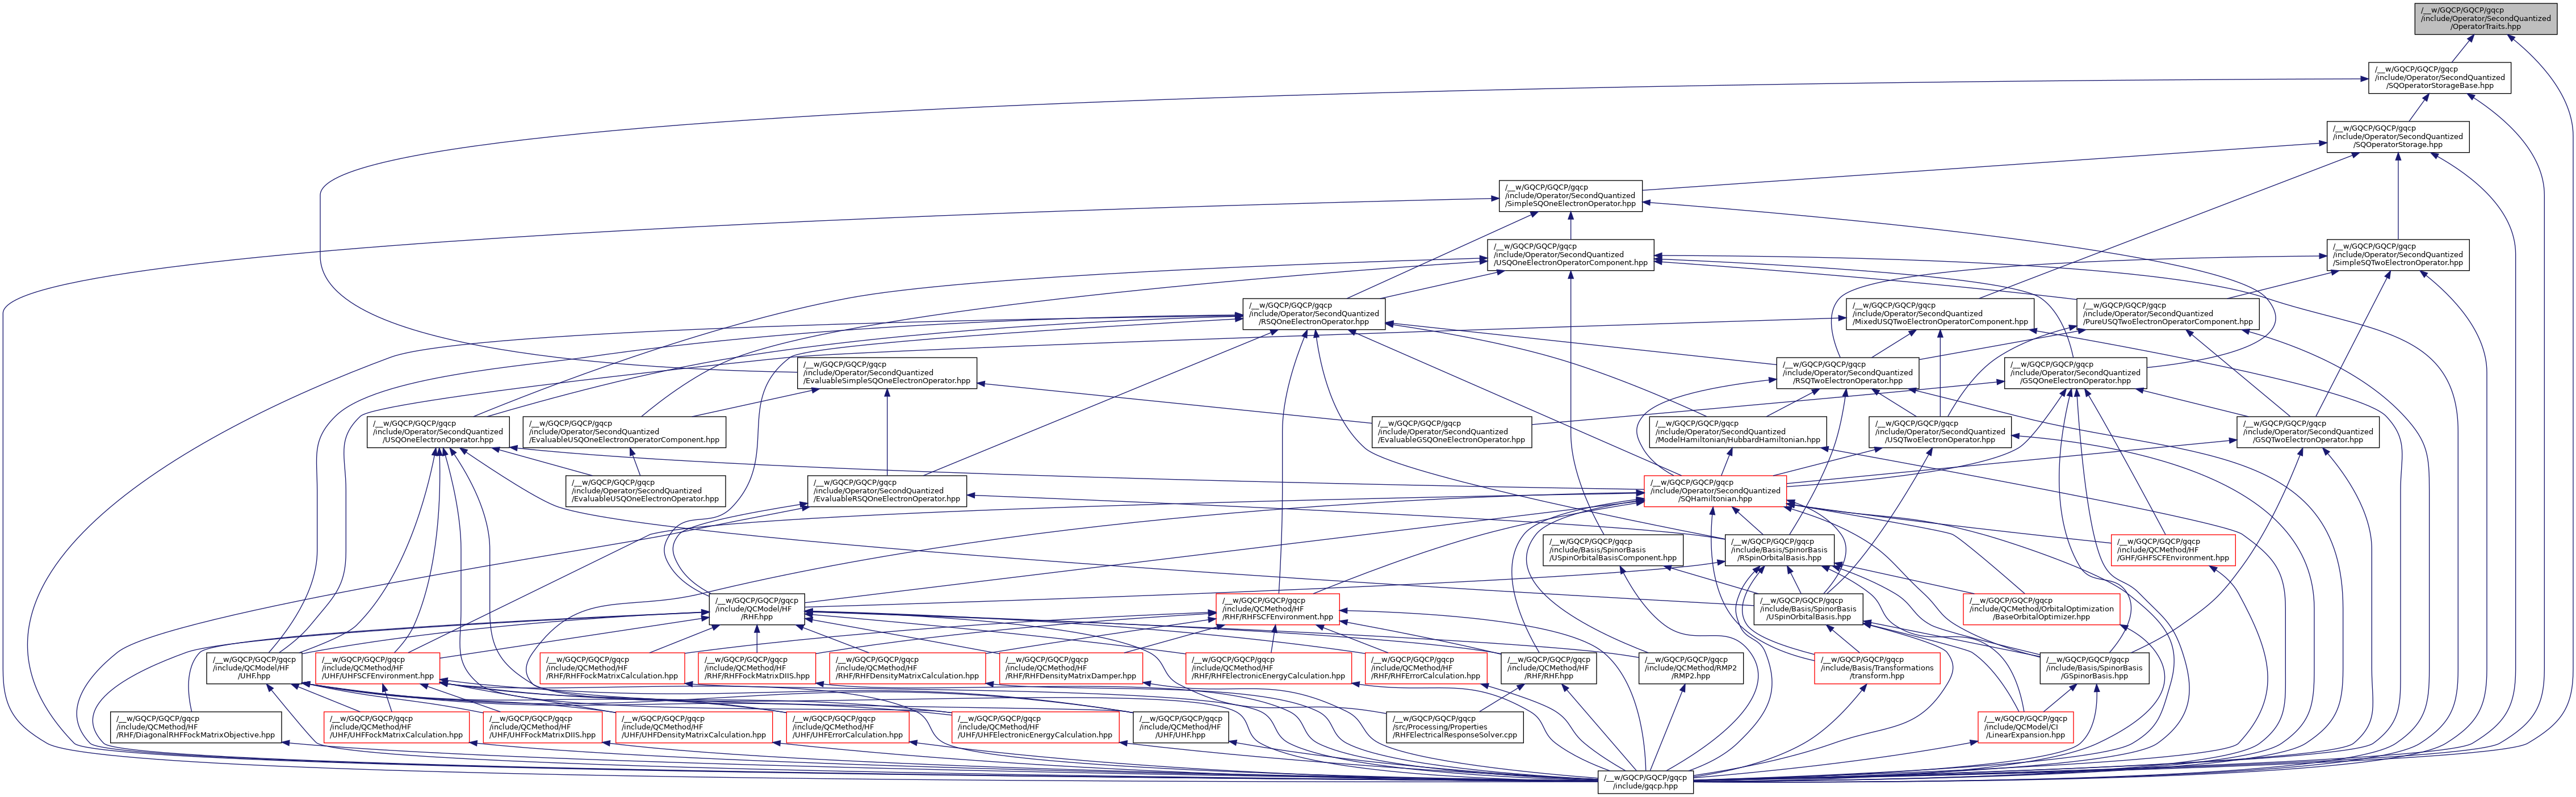 /__w/GQCP/GQCP/gqcp
/include/Operator/SecondQuantized
/OperatorTraits.hpp
/__w/GQCP/GQCP/gqcp
/include/Operator/SecondQuantized
/SQOperatorStorageBase.hpp
/__w/GQCP/GQCP/gqcp
/include/Operator/SecondQuantized
/SQOperatorStorage.hpp
/__w/GQCP/GQCP/gqcp
/include/Operator/SecondQuantized
/SimpleSQOneElectronOperator.hpp
/__w/GQCP/GQCP/gqcp
/include/Operator/SecondQuantized
/USQOneElectronOperatorComponent.hpp
/__w/GQCP/GQCP/gqcp
/include/Operator/SecondQuantized
/SimpleSQTwoElectronOperator.hpp
/__w/GQCP/GQCP/gqcp
/include/Operator/SecondQuantized
/RSQOneElectronOperator.hpp
/__w/GQCP/GQCP/gqcp
/include/Operator/SecondQuantized
/MixedUSQTwoElectronOperatorComponent.hpp
/__w/GQCP/GQCP/gqcp
/include/Operator/SecondQuantized
/PureUSQTwoElectronOperatorComponent.hpp
/__w/GQCP/GQCP/gqcp
/include/Operator/SecondQuantized
/EvaluableSimpleSQOneElectronOperator.hpp
/__w/GQCP/GQCP/gqcp
/include/Operator/SecondQuantized
/RSQTwoElectronOperator.hpp
/__w/GQCP/GQCP/gqcp
/include/Operator/SecondQuantized
/GSQOneElectronOperator.hpp
/__w/GQCP/GQCP/gqcp
/include/Operator/SecondQuantized
/USQOneElectronOperator.hpp
/__w/GQCP/GQCP/gqcp
/include/Operator/SecondQuantized
/EvaluableUSQOneElectronOperatorComponent.hpp
/__w/GQCP/GQCP/gqcp
/include/Operator/SecondQuantized
/EvaluableGSQOneElectronOperator.hpp
/__w/GQCP/GQCP/gqcp
/include/Operator/SecondQuantized
/ModelHamiltonian/HubbardHamiltonian.hpp
/__w/GQCP/GQCP/gqcp
/include/Operator/SecondQuantized
/USQTwoElectronOperator.hpp
/__w/GQCP/GQCP/gqcp
/include/Operator/SecondQuantized
/GSQTwoElectronOperator.hpp
/__w/GQCP/GQCP/gqcp
/include/Operator/SecondQuantized
/EvaluableUSQOneElectronOperator.hpp
/__w/GQCP/GQCP/gqcp
/include/Operator/SecondQuantized
/EvaluableRSQOneElectronOperator.hpp
/__w/GQCP/GQCP/gqcp
/include/Operator/SecondQuantized
/SQHamiltonian.hpp
/__w/GQCP/GQCP/gqcp
/include/Basis/SpinorBasis
/USpinOrbitalBasisComponent.hpp
/__w/GQCP/GQCP/gqcp
/include/Basis/SpinorBasis
/RSpinOrbitalBasis.hpp
/__w/GQCP/GQCP/gqcp
/include/QCMethod/HF
/GHF/GHFSCFEnvironment.hpp
/__w/GQCP/GQCP/gqcp
/include/QCModel/HF
/RHF.hpp
/__w/GQCP/GQCP/gqcp
/include/QCMethod/HF
/RHF/RHFSCFEnvironment.hpp
/__w/GQCP/GQCP/gqcp
/include/Basis/SpinorBasis
/USpinOrbitalBasis.hpp
/__w/GQCP/GQCP/gqcp
/include/QCMethod/OrbitalOptimization
/BaseOrbitalOptimizer.hpp
/__w/GQCP/GQCP/gqcp
/include/QCModel/HF
/UHF.hpp
/__w/GQCP/GQCP/gqcp
/include/QCMethod/HF
/UHF/UHFSCFEnvironment.hpp
/__w/GQCP/GQCP/gqcp
/include/QCMethod/HF
/RHF/RHFFockMatrixCalculation.hpp
/__w/GQCP/GQCP/gqcp
/include/QCMethod/HF
/RHF/RHFFockMatrixDIIS.hpp
/__w/GQCP/GQCP/gqcp
/include/QCMethod/HF
/RHF/RHFDensityMatrixCalculation.hpp
/__w/GQCP/GQCP/gqcp
/include/QCMethod/HF
/RHF/RHFDensityMatrixDamper.hpp
/__w/GQCP/GQCP/gqcp
/include/QCMethod/HF
/RHF/RHFElectronicEnergyCalculation.hpp
/__w/GQCP/GQCP/gqcp
/include/QCMethod/HF
/RHF/RHFErrorCalculation.hpp
/__w/GQCP/GQCP/gqcp
/include/QCMethod/HF
/RHF/RHF.hpp
/__w/GQCP/GQCP/gqcp
/include/QCMethod/RMP2
/RMP2.hpp
/__w/GQCP/GQCP/gqcp
/include/Basis/Transformations
/transform.hpp
/__w/GQCP/GQCP/gqcp
/include/Basis/SpinorBasis
/GSpinorBasis.hpp
/__w/GQCP/GQCP/gqcp
/include/QCMethod/HF
/RHF/DiagonalRHFFockMatrixObjective.hpp
/__w/GQCP/GQCP/gqcp
/include/QCMethod/HF
/UHF/UHFFockMatrixCalculation.hpp
/__w/GQCP/GQCP/gqcp
/include/QCMethod/HF
/UHF/UHFFockMatrixDIIS.hpp
/__w/GQCP/GQCP/gqcp
/include/QCMethod/HF
/UHF/UHFDensityMatrixCalculation.hpp
/__w/GQCP/GQCP/gqcp
/include/QCMethod/HF
/UHF/UHFErrorCalculation.hpp
/__w/GQCP/GQCP/gqcp
/include/QCMethod/HF
/UHF/UHFElectronicEnergyCalculation.hpp
/__w/GQCP/GQCP/gqcp
/include/QCMethod/HF
/UHF/UHF.hpp
/__w/GQCP/GQCP/gqcp
/src/Processing/Properties
/RHFElectricalResponseSolver.cpp
/__w/GQCP/GQCP/gqcp
/include/QCModel/CI
/LinearExpansion.hpp
/__w/GQCP/GQCP/gqcp
/include/gqcp.hpp